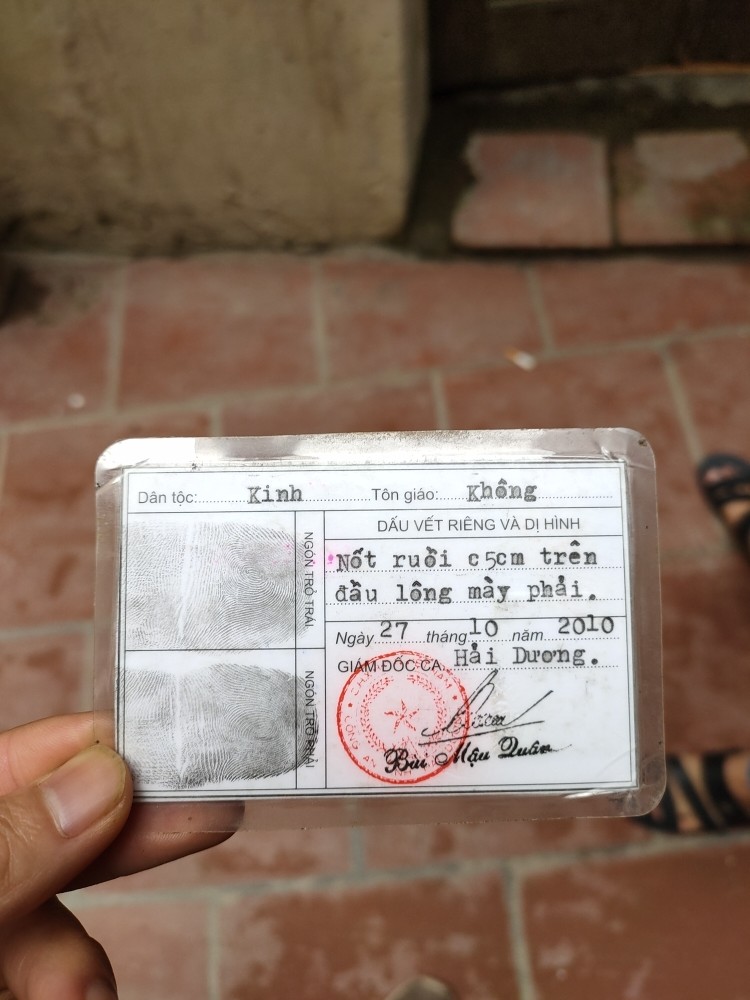 Dân tộc: Kinh Tôn giáo: Không
DẤU VẾT RIÊNG VÀ DỊ HÌNH
NGÓN TRỎ TRÁI
Nốt ruồi c5cm trên
đầu lông mày phải.
Ngày 27 tháng 10 năm 2010
GIÁM ĐỐC CA Hải Dương.
NGÓN TRỎ PHẢI
Bùi Mậu Quân